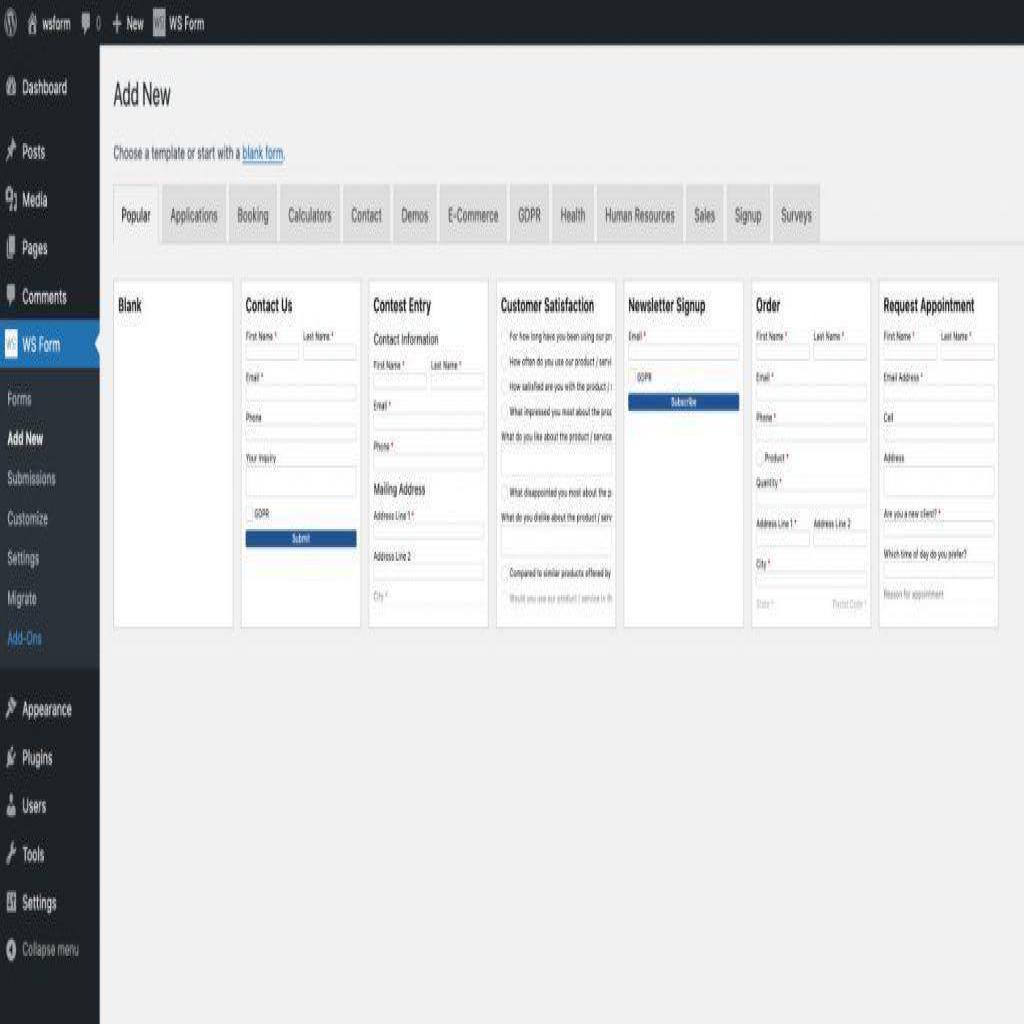 wsform 0 New WS Form
Dashboard
Posts
Media
Pages
Comments
WS Form
Forms
Add New
Submissions
Customize
Settings
Migrate
Add-Ons
Appearance
Plugins
Users
Tools
Settings
Collapse menu
Add New
Choose a template or start with a blank form.
Popular Applications Booking Calculators Contact Demos E-Commerce GDPR Health Human Resources Sales Signup Surveys
Blank
Contact Us
First Name * Last Name *
Email *
Phone
Your Inquiry
GDPR
Submit
Contest Entry
Contact Information
First Name * Last Name *
Email *
Phone *
Mailing Address
Address Line 1 *
Address Line 2
City *
Customer Satisfaction
For how long have you been using our pr
How often do you use our product / servi
How satisfied are you with the product /
What impressed you most about the proc
What do you like about the product / service
What disappointed you most about the p
What do you dislike about the product / serv
Compared to similar products offered by
Would you use our product / service in th
Newsletter Signup
Email *
GDPR
Subscribe
Order
First Name * Last Name *
Email *
Phone *
Product *
Quantity *
Address Line 1 * Address Line 2
City *
State * Postal Code *
Request Appointment
First Name * Last Name *
Email Address *
Cell
Address
Are you a new client? *
Which time of day do you prefer?
Reason for appointment